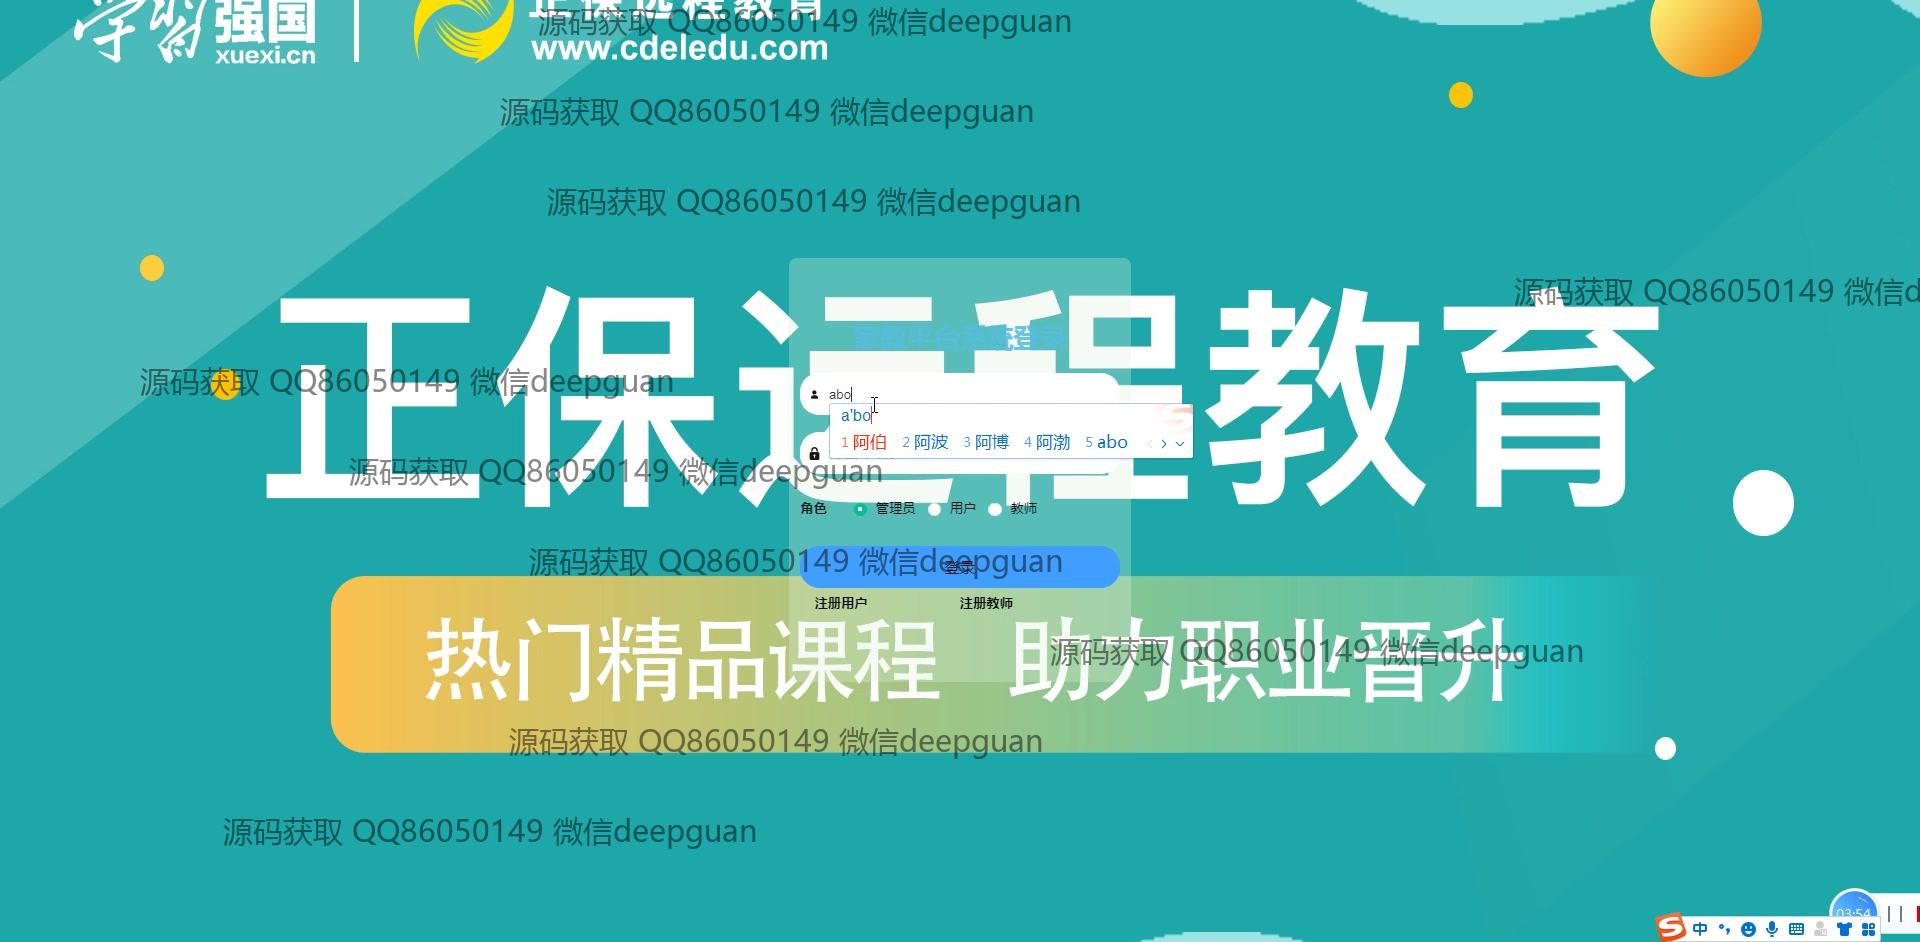 学习强国
xuexi.cn
正保远程教育
www.cdeledu.com
源码获取 QQ86050149 微信deepguan
源码获取 QQ86050149 微信deepguan
源码获取 QQ86050149 微信deepguan
源码获取 QQ86050149 微信d
正保远程教育
家教平台系统登录
源码获取 QQ86050149 微信deepguan
abo
a'bo
1 阿伯 2 阿波 3 阿博 4 阿渤 5 abo
源码获取 QQ86050149 微信deepguan
角色 管理员 用户 教师
源码获取 QQ86050149 微信deepguan
登录
注册用户 注册教师
热门精品课程 助力职业晋升
源码获取 QQ86050149 微信deepguan
源码获取 QQ86050149 微信deepguan
源码获取 QQ86050149 微信deepguan
03:54
中